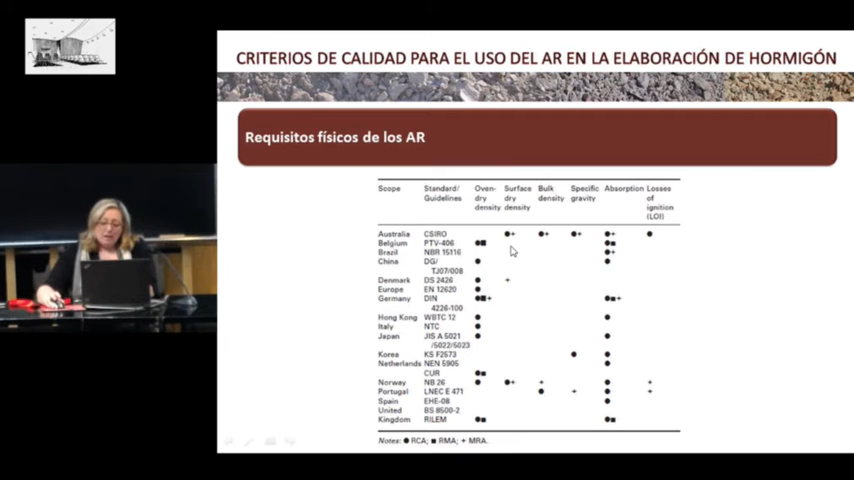 CRITERIOS DE CALIDAD PARA EL USO DEL AR EN LA ELABORACIÓN DE HORMIGÓN
Requisitos físicos de los AR
Scope Standard/ Guidelines Oven-dry density Surface dry density Bulk density Specific gravity Absorption Losses of ignition (LOI)
Australia CSIRO ●+ ●+ ●+ ●+ ●
Belgium PTV-406 ●■ ●■
Brazil NBR 15116 ●+
China DG/ ● ●
TJ07/008
Denmark DS 2426 ● +
Europe EN 12620 ●
Germany DIN ●■+ ●■+
4226-100
Hong Kong WBTC 12 ● ●
Italy NTC ●
Japan JIS A 5021 ● ●
/5022/5023
Korea KS F2573 ● ●
Netherlands NEN 5905 ●
CUR ●■
Norway NB 26 ● ●+ + ● +
Portugal LNEC E 471 ● + ● +
Spain EHE-08 ●
United BS 8500-2
Kingdom RILEM ●■ ●■
Notes: ● RCA; ■ RMA; + MRA.